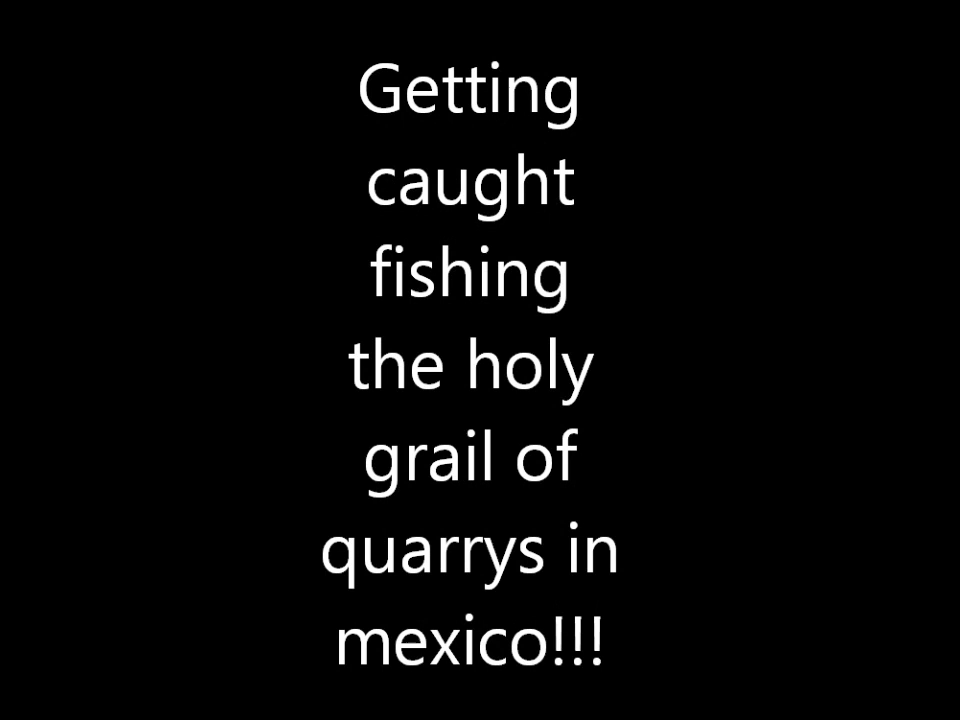 Getting
caught
fishing
the holy
grail of
quarrys in
mexico!!!